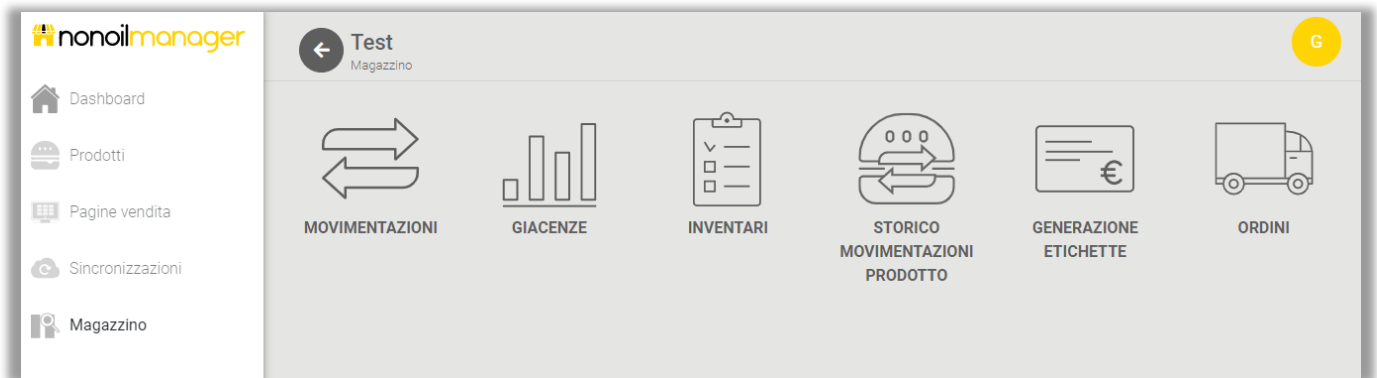 nonoilmanager
Dashboard
Prodotti
Pagine vendita
Sincronizzazioni
Magazzino
Test
Magazzino
G
MOVIMENTAZIONI
GIACENZE
INVENTARI
STORICO
MOVIMENTAZIONI
PRODOTTO
GENERAZIONE
ETICHETTE
ORDINI